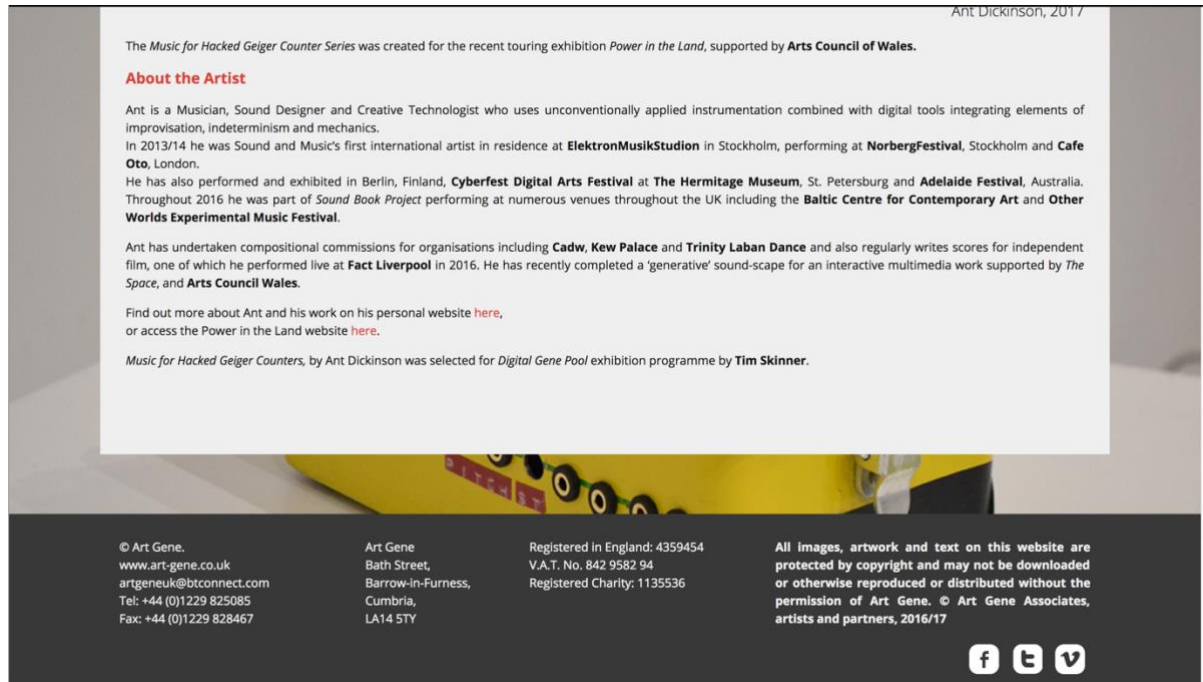 Ant Dickinson, 2017
The Music for Hacked Geiger Counter Series was created for the recent touring exhibition Power in the Land, supported by Arts Council of Wales.
About the Artist
Ant is a Musician, Sound Designer and Creative Technologist who uses unconventionally applied instrumentation combined with digital tools integrating elements of
improvisation, indeterminism and mechanics.
In 2013/14 he was Sound and Music's first international artist in residence at ElektronMusikStudion in Stockholm, performing at NorbergFestival, Stockholm and Cafe
Oto, London.
He has also performed and exhibited in Berlin, Finland, Cyberfest Digital Arts Festival at The Hermitage Museum, St. Petersburg and Adelaide Festival, Australia.
Throughout 2016 he was part of Sound Book Project performing at numerous venues throughout the UK including the Baltic Centre for Contemporary Art and Other
Worlds Experimental Music Festival.
Ant has undertaken compositional commissions for organisations including Cadw, Kew Palace and Trinity Laban Dance and also regularly writes scores for independent
film, one of which he performed live at Fact Liverpool in 2016. He has recently completed a 'generative' sound-scape for an interactive multimedia work supported by The
Space, and Arts Council Wales.
Find out more about Ant and his work on his personal website here,
or access the Power in the Land website here.
Music for Hacked Geiger Counters, by Ant Dickinson was selected for Digital Gene Pool exhibition programme by Tim Skinner.
© Art Gene.
www.art-gene.co.uk
artgeneuk@btconnect.com
Tel: +44 (0)1229 825085
Fax: +44 (0)1229 828467
Art Gene
Bath Street,
Barrow-in-Furness,
Cumbria,
LA14 5TY
Registered in England: 4359454
V.A.T. No. 842 9582 94
Registered Charity: 1135536
All images, artwork and text on this website are
protected by copyright and may not be downloaded
or otherwise reproduced or distributed without the
permission of Art Gene. © Art Gene Associates,
artists and partners, 2016/17